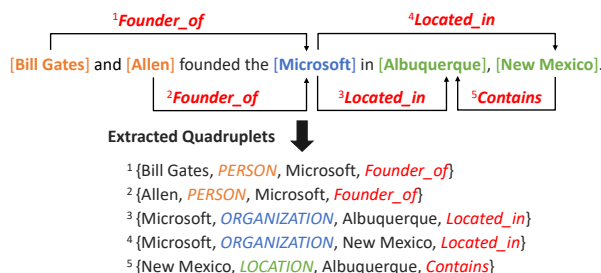 ¹Founder_of ⁴Located_in
[Bill Gates] and [Allen] founded the [Microsoft] in [Albuquerque], [New Mexico].
²Founder_of ³Located_in ⁵Contains
Extracted Quadruplets
¹ {Bill Gates, PERSON, Microsoft, Founder_of}
² {Allen, PERSON, Microsoft, Founder_of}
³ {Microsoft, ORGANIZATION, Albuquerque, Located_in}
⁴ {Microsoft, ORGANIZATION, New Mexico, Located_in}
⁵ {New Mexico, LOCATION, Albuquerque, Contains}